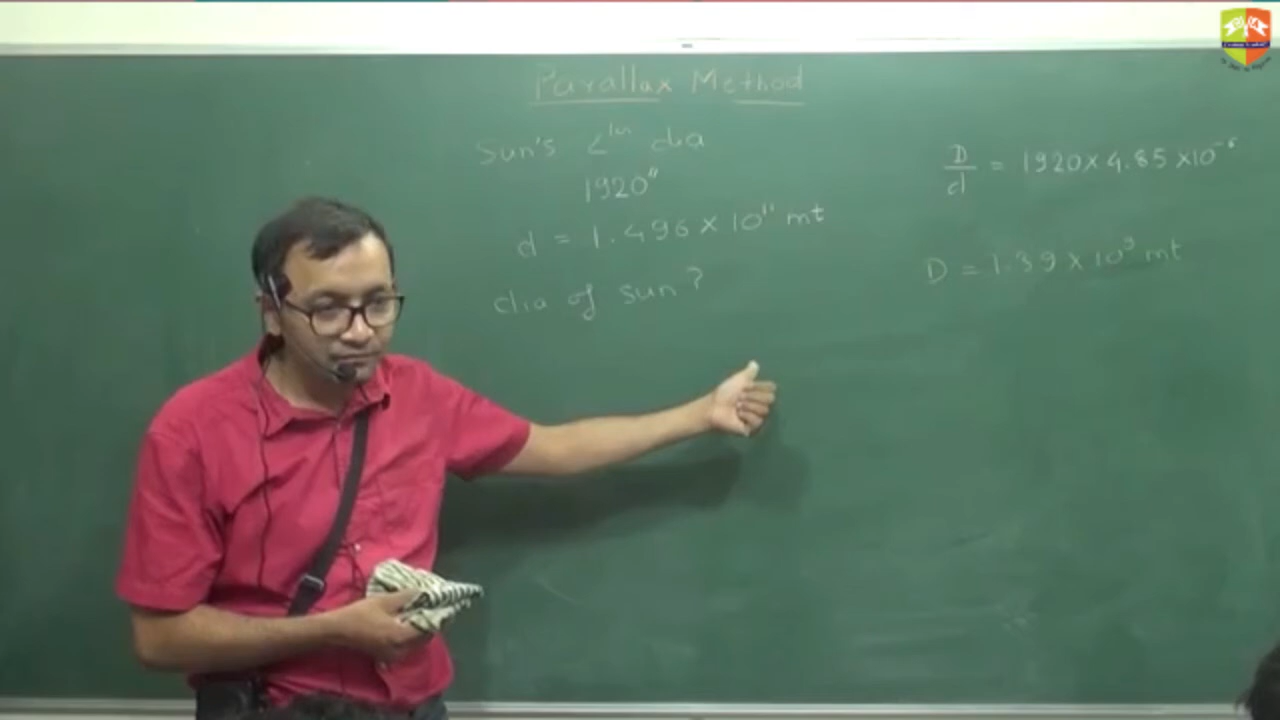 Parallax Method
Sun's ∠lar dia
1920"
d = 1.496 × 10¹¹ mt
dia of sun?
D/d = 1920 × 4.85 × 10⁻⁶
D = 1.39 × 10⁹ mt